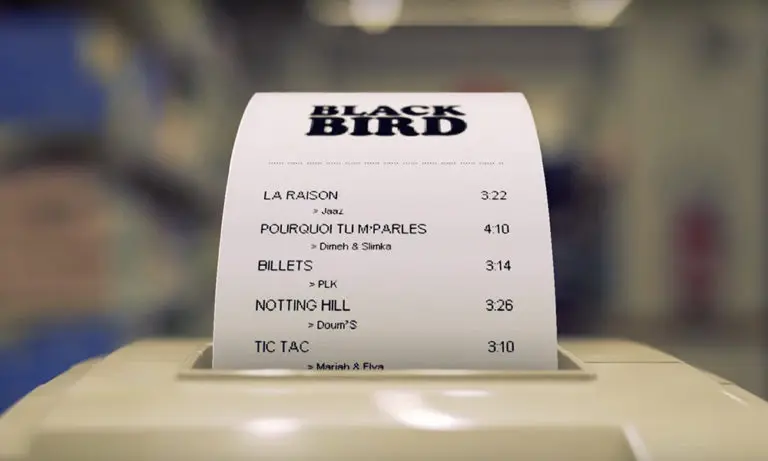 BLACK
BIRD
LA RAISON 3:22
> Jaaz
POURQUOI TU M'PARLES 4:10
> Dimeh & Slimka
BILLETS 3:14
> PLK
NOTTING HILL 3:26
> Doum'S
TIC TAC 3:10
> Mariah & Elya